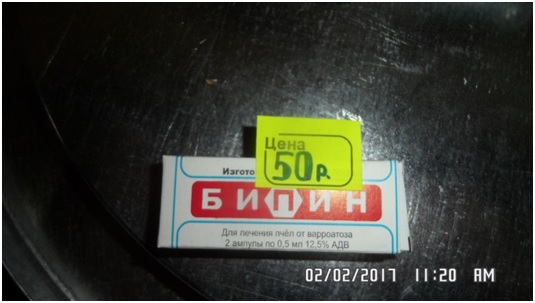 Цена
50 р.
Изгото
БИПИН
Для лечения пчёл от варроатоза
2 ампулы по 0,5 мл 12,5% АДВ
02/02/2017 11:20 AM